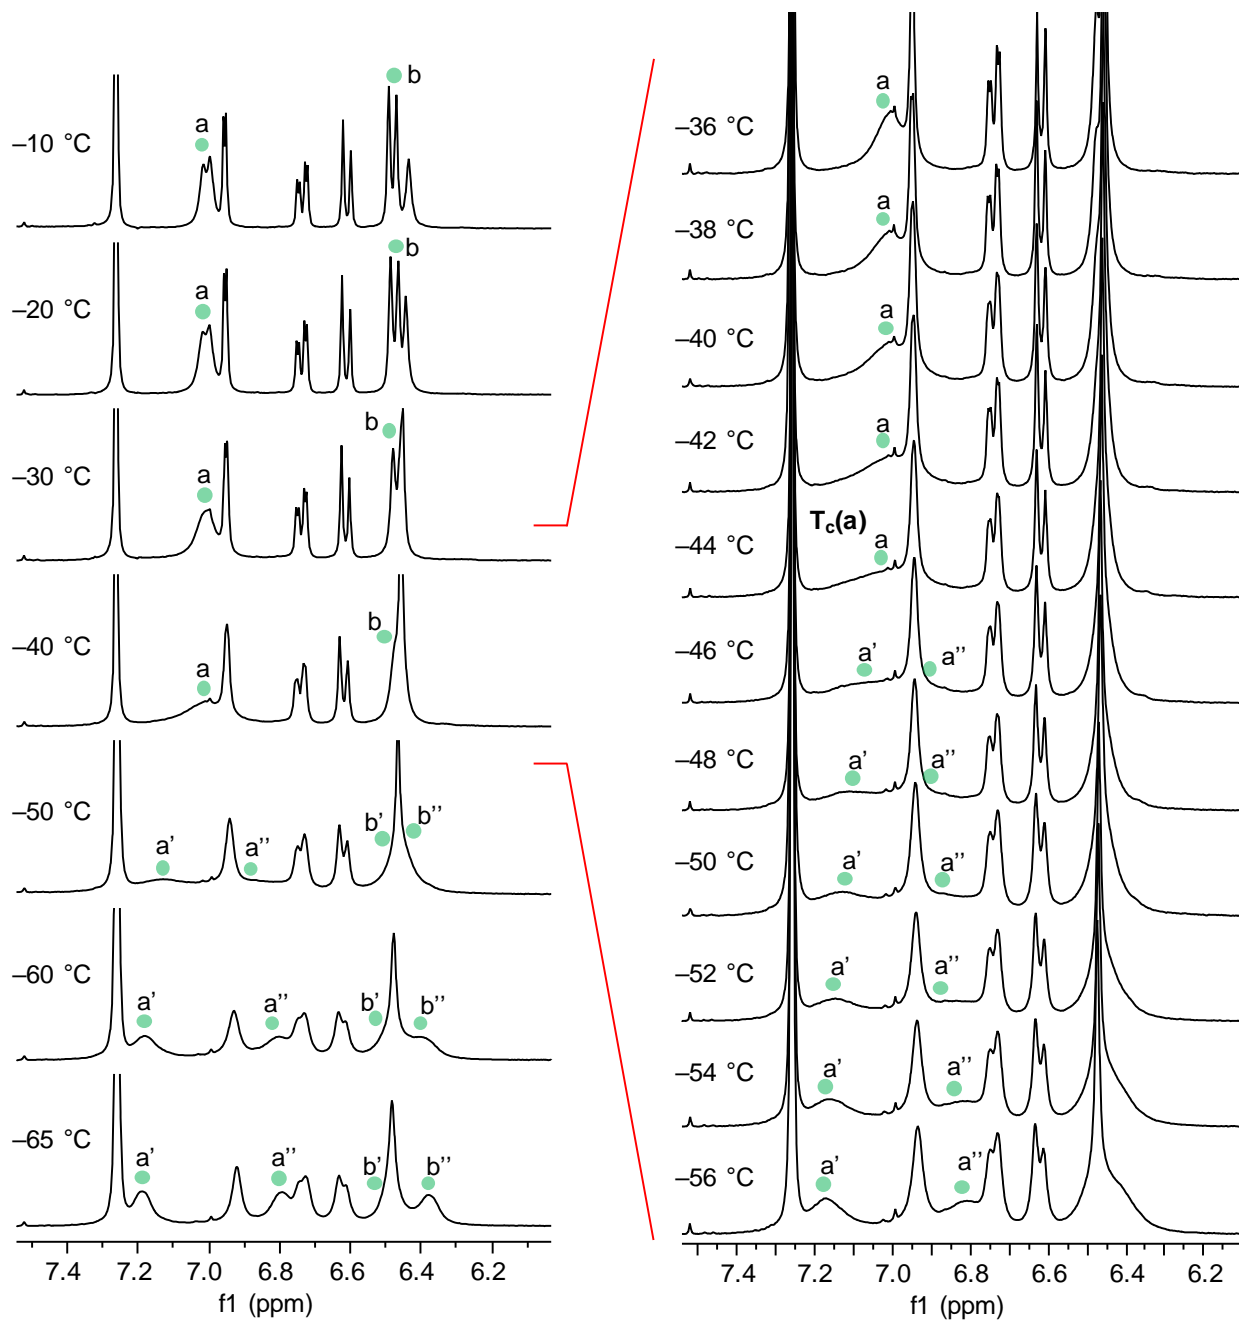 b
a
–10 °C
b
a
–20 °C
b
a
–30 °C
b
a
–40 °C
b’ b’’
a’ a’’
–50 °C
a’ a’’ b’ b’’
–60 °C
a’ a’’ b’ b’’
–65 °C
7.4 7.2 7.0 6.8 6.6 6.4 6.2
f1 (ppm)
a
–36 °C
a
–38 °C
a
–40 °C
a
–42 °C
Tc(a)
a
–44 °C
a’ a’’
–46 °C
a’ a’’
–48 °C
a’ a’’
–50 °C
a’ a’’
–52 °C
a’ a’’
–54 °C
a’ a’’
–56 °C
7.4 7.0 6.8 6.6 6.4 6.2
f1 (ppm)